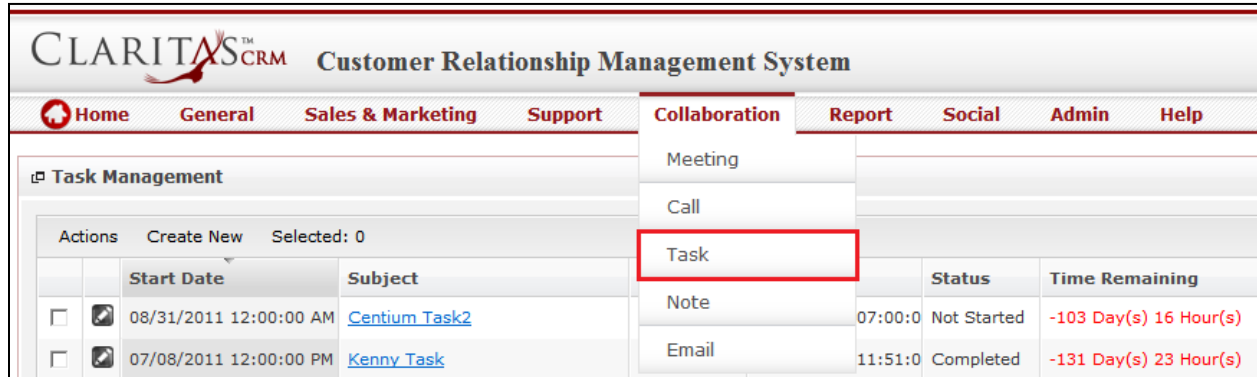 CLARITAS™CRM Customer Relationship Management System
Home General Sales & Marketing Support Collaboration Report Social Admin Help
Meeting
Task Management
Call
Actions Create New Selected: 0
Task
Start Date Subject Status Time Remaining
Note
08/31/2011 12:00:00 AM Centium Task2 07:00:0 Not Started -103 Day(s) 16 Hour(s)
Email
07/08/2011 12:00:00 PM Kenny Task 11:51:0 Completed -131 Day(s) 23 Hour(s)